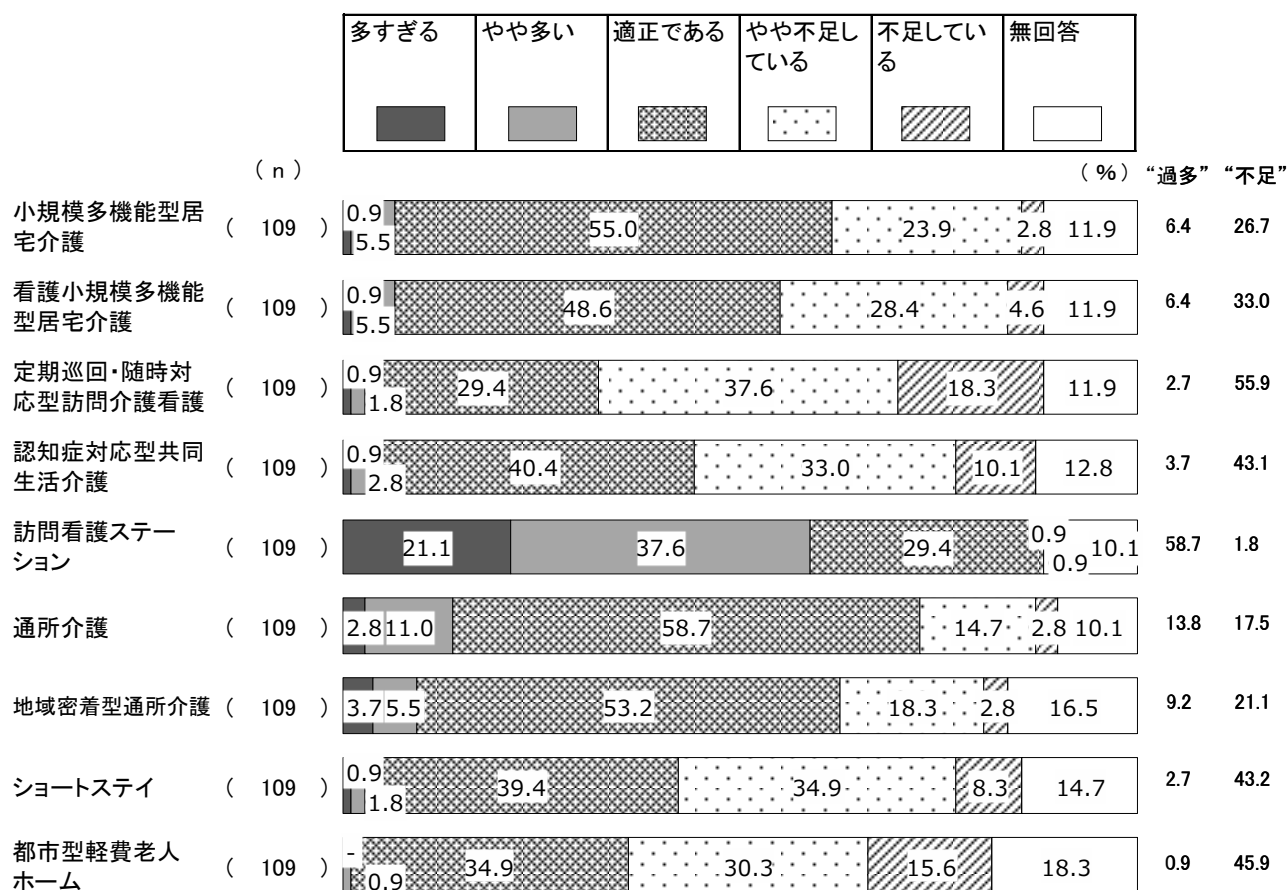 多すぎる やや多い 適正である やや不足し 不足してい 無回答
ている る
（ｎ） （％） “過多” “不足”
小規模多機能型居
宅介護
（ 109 ） 0.9 5.5 55.0 23.9 2.8 11.9 6.4 26.7
看護小規模多機能
型居宅介護
（ 109 ） 0.9 5.5 48.6 28.4 4.6 11.9 6.4 33.0
定期巡回・随時対
応型訪問介護看護
（ 109 ） 0.9 1.8 29.4 37.6 18.3 11.9 2.7 55.9
認知症対応型共同
生活介護
（ 109 ） 0.9 2.8 40.4 33.0 10.1 12.8 3.7 43.1
訪問看護ステー
ション
（ 109 ） 21.1 37.6 29.4 0.9 0.9 10.1 58.7 1.8
通所介護 （ 109 ） 2.8 11.0 58.7 14.7 2.8 10.1 13.8 17.5
地域密着型通所介護 （ 109 ） 3.7 5.5 53.2 18.3 2.8 16.5 9.2 21.1
ショートステイ （ 109 ） 0.9 1.8 39.4 34.9 8.3 14.7 2.7 43.2
都市型軽費老人
ホーム
（ 109 ） - 0.9 34.9 30.3 15.6 18.3 0.9 45.9